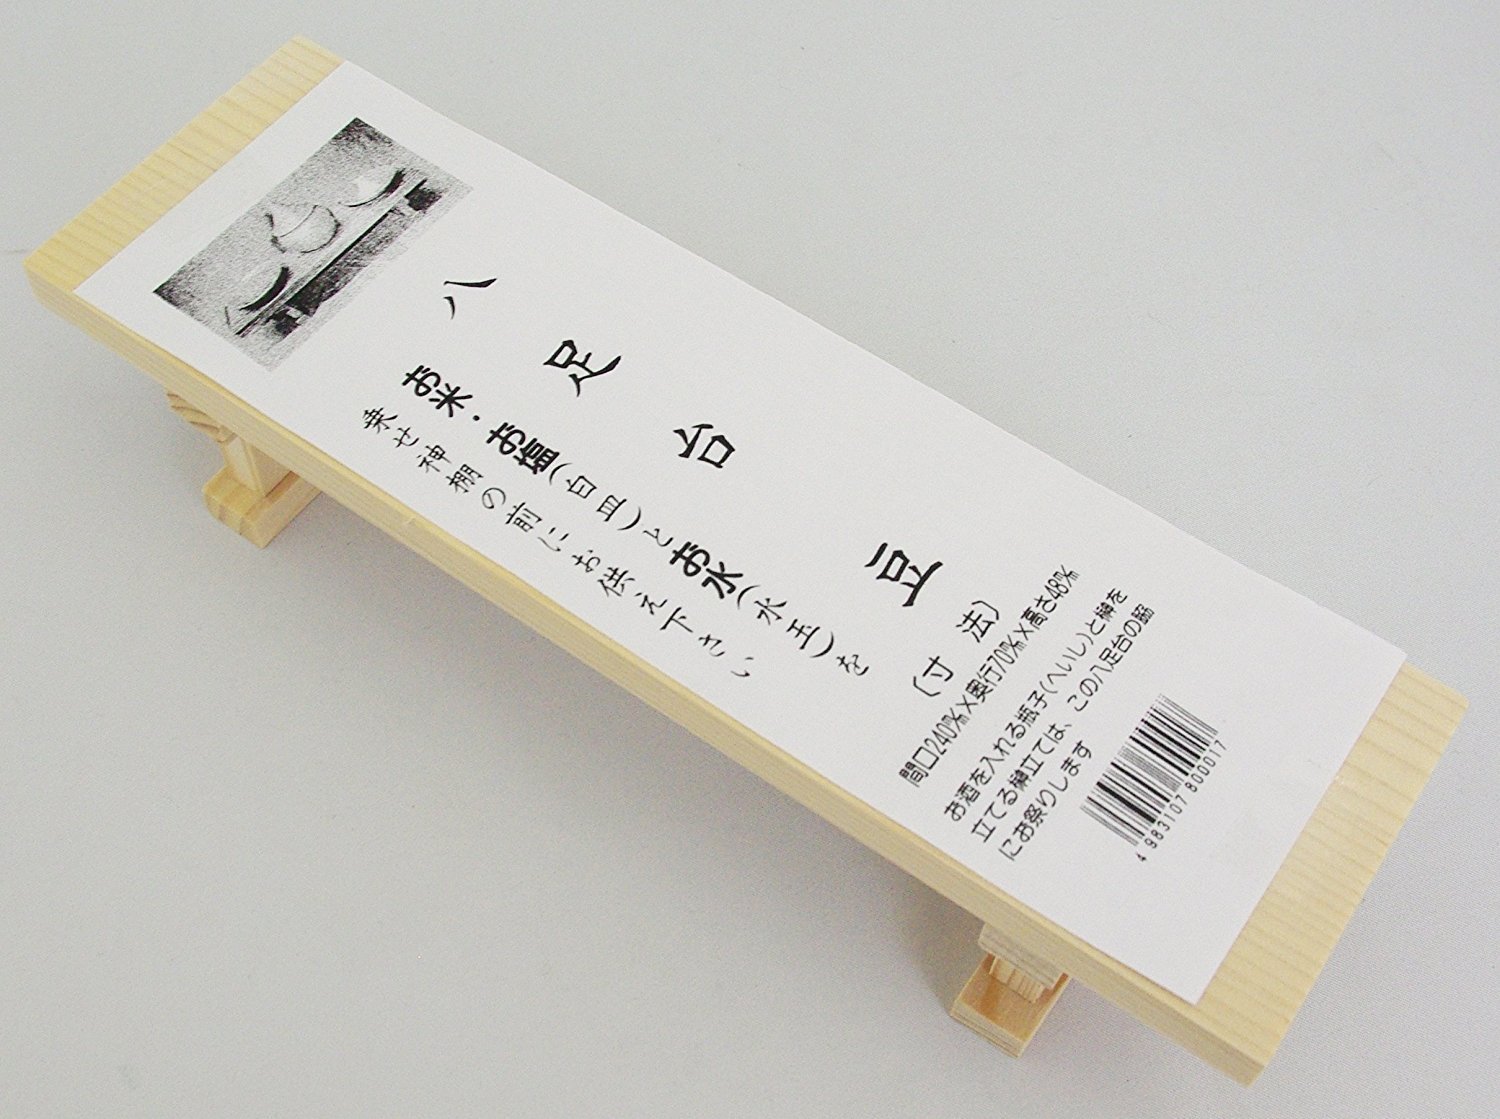 八足台 豆
お米・お塩(白皿)とお水(水玉)を
乗せ神棚の前にお供え下さい
〔寸法〕
間口240㎜×奥行70㎜×高さ48㎜
お酒を入れる瓶子(へいし)と榊を
立てる榊立ては、この八足台の脇
にお祭りします
4 983107 800017